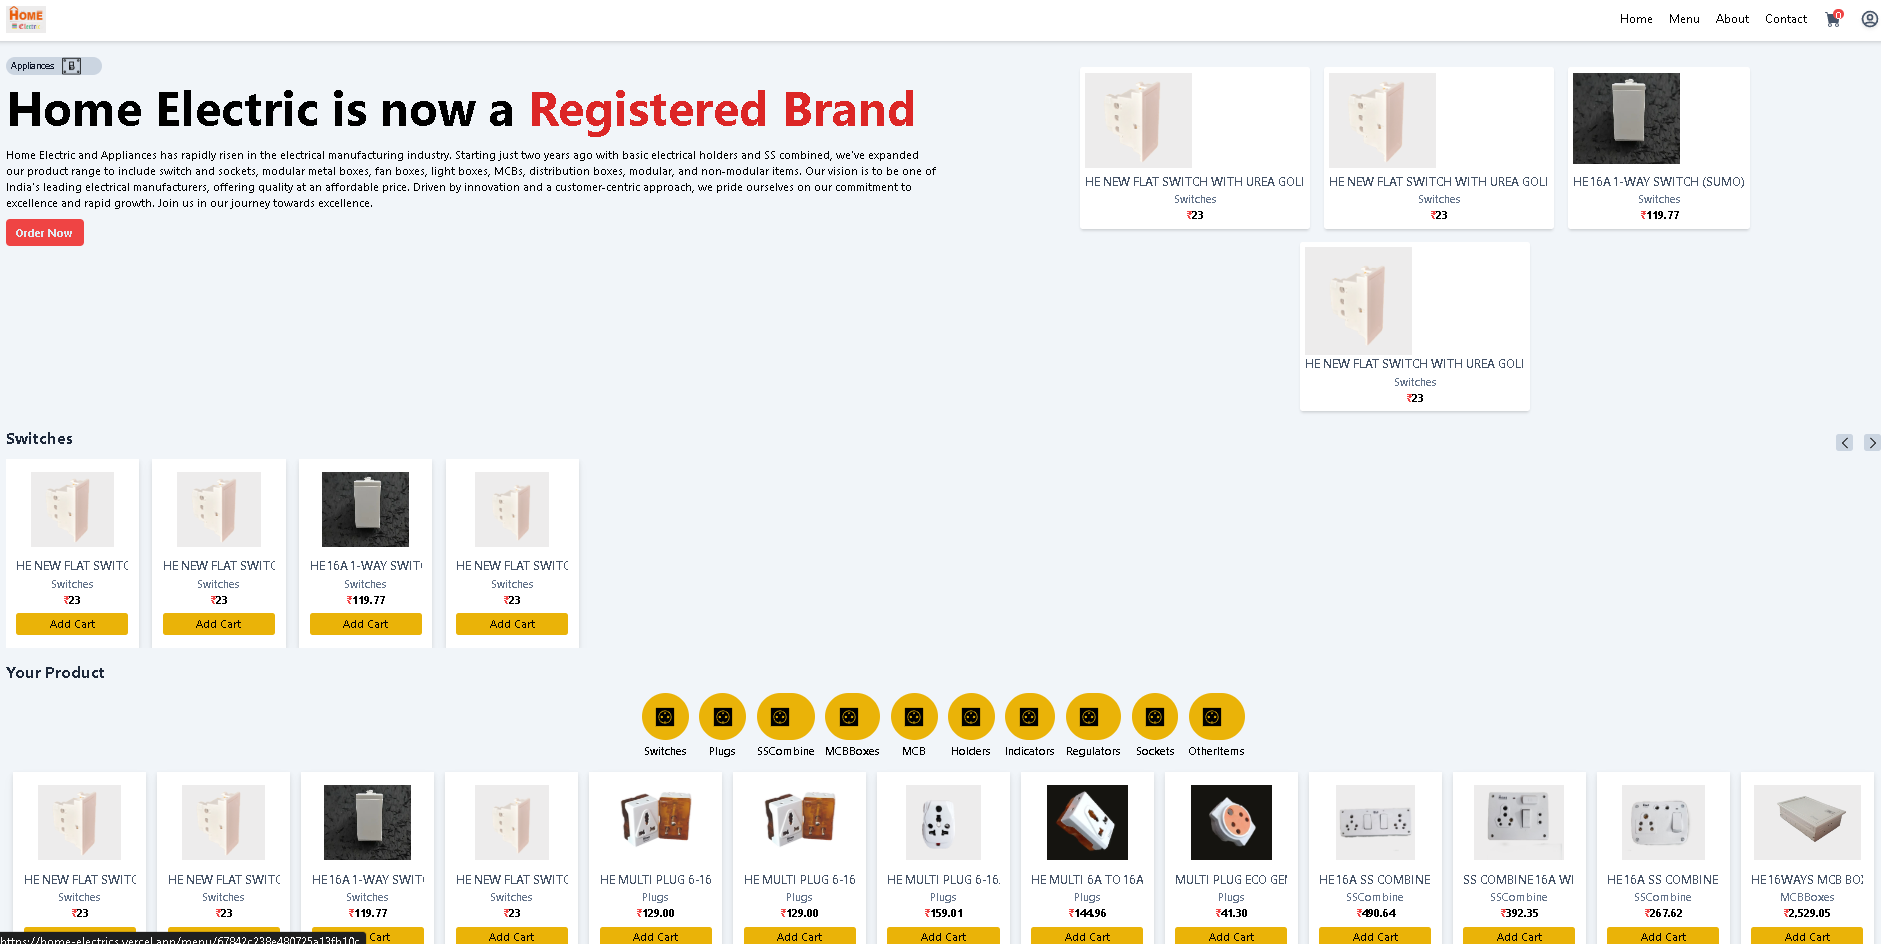 HOME
Electric
Home Menu About Contact 0
Appliances
Home Electric is now a Registered Brand
Home Electric and Appliances has rapidly risen in the electrical manufacturing industry. Starting just two years ago with basic electrical holders and SS combined, we've expanded
our product range to include switch and sockets, modular metal boxes, fan boxes, light boxes, MCBs, distribution boxes, modular, and non-modular items. Our vision is to be one of
India's leading electrical manufacturers, offering quality at an affordable price. Driven by innovation and a customer-centric approach, we pride ourselves on our commitment to
excellence and rapid growth. Join us in our journey towards excellence.
Order Now
HE NEW FLAT SWITCH WITH UREA GOLI HE NEW FLAT SWITCH WITH UREA GOLI HE 16A 1-WAY SWITCH (SUMO)
Switches Switches Switches
₹23 ₹23 ₹119.77
HE NEW FLAT SWITCH WITH UREA GOLI
Switches
₹23
Switches
HE NEW FLAT SWITC HE NEW FLAT SWITC HE 16A 1-WAY SWIT HE NEW FLAT SWITC
Switches Switches Switches Switches
₹23 ₹23 ₹119.77 ₹23
Add Cart Add Cart Add Cart Add Cart
Your Product
Switches Plugs SSCombine MCBBoxes MCB Holders Indicators Regulators Sockets OtherItems
HE NEW FLAT SWITC HE NEW FLAT SWITC HE 16A 1-WAY SWIT HE NEW FLAT SWITC HE MULTI PLUG 6-16 HE MULTI PLUG 6-16 HE MULTI PLUG 6-16. HE MULTI 6A TO 16A MULTI PLUG ECO GEN HE 16A SS COMBINE SS COMBINE 16A WI HE 16A SS COMBINE HE 16WAYS MCB BOX
Switches Switches Switches Switches Plugs Plugs Plugs Plugs Plugs SSCombine SSCombine SSCombine MCBBoxes
₹23 ₹23 ₹119.77 ₹23 ₹129.00 ₹129.00 ₹159.01 ₹144.96 ₹41.30 ₹490.64 ₹392.35 ₹267.62 ₹2,529.05
https://home-electrics.vercel.app/menu/67842c238e480725a13fb10c Cart Add Cart Add Cart Add Cart Add Cart Add Cart Add Cart Add Cart Add Cart Add Cart Add Cart